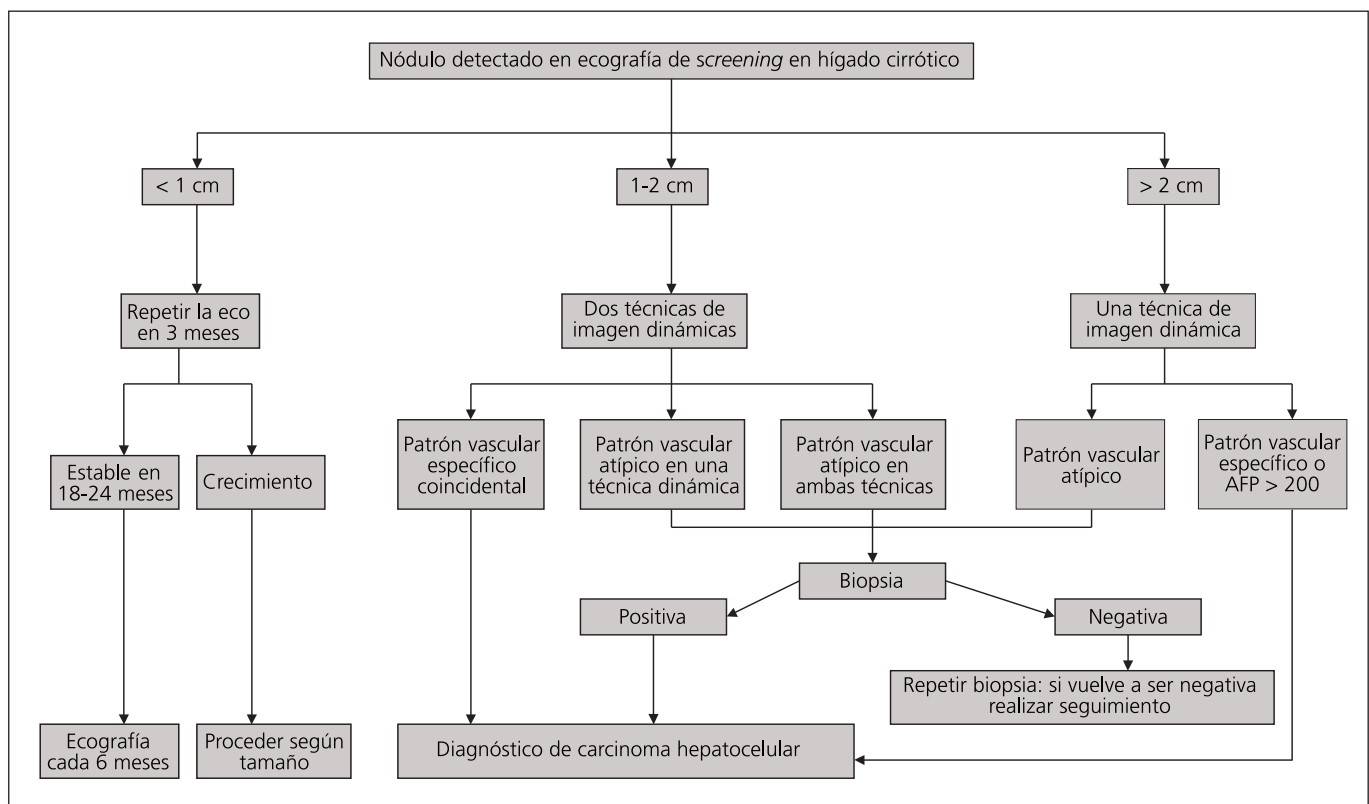 Nódulo detectado en ecografía de screening en hígado cirrótico
< 1 cm
1-2 cm
> 2 cm
Repetir la eco
en 3 meses
Dos técnicas de
imagen dinámicas
Una técnica de
imagen dinámica
Estable en
18-24 meses
Crecimiento
Patrón vascular
específico
coincidental
Patrón vascular
atípico en una
técnica dinámica
Patrón vascular
atípico en
ambas técnicas
Patrón vascular
atípico
Patrón vascular
específico o
AFP > 200
Biopsia
Positiva
Negativa
Repetir biopsia: si vuelve a ser negativa
realizar seguimiento
Ecografía
cada 6 meses
Proceder según
tamaño
Diagnóstico de carcinoma hepatocelular